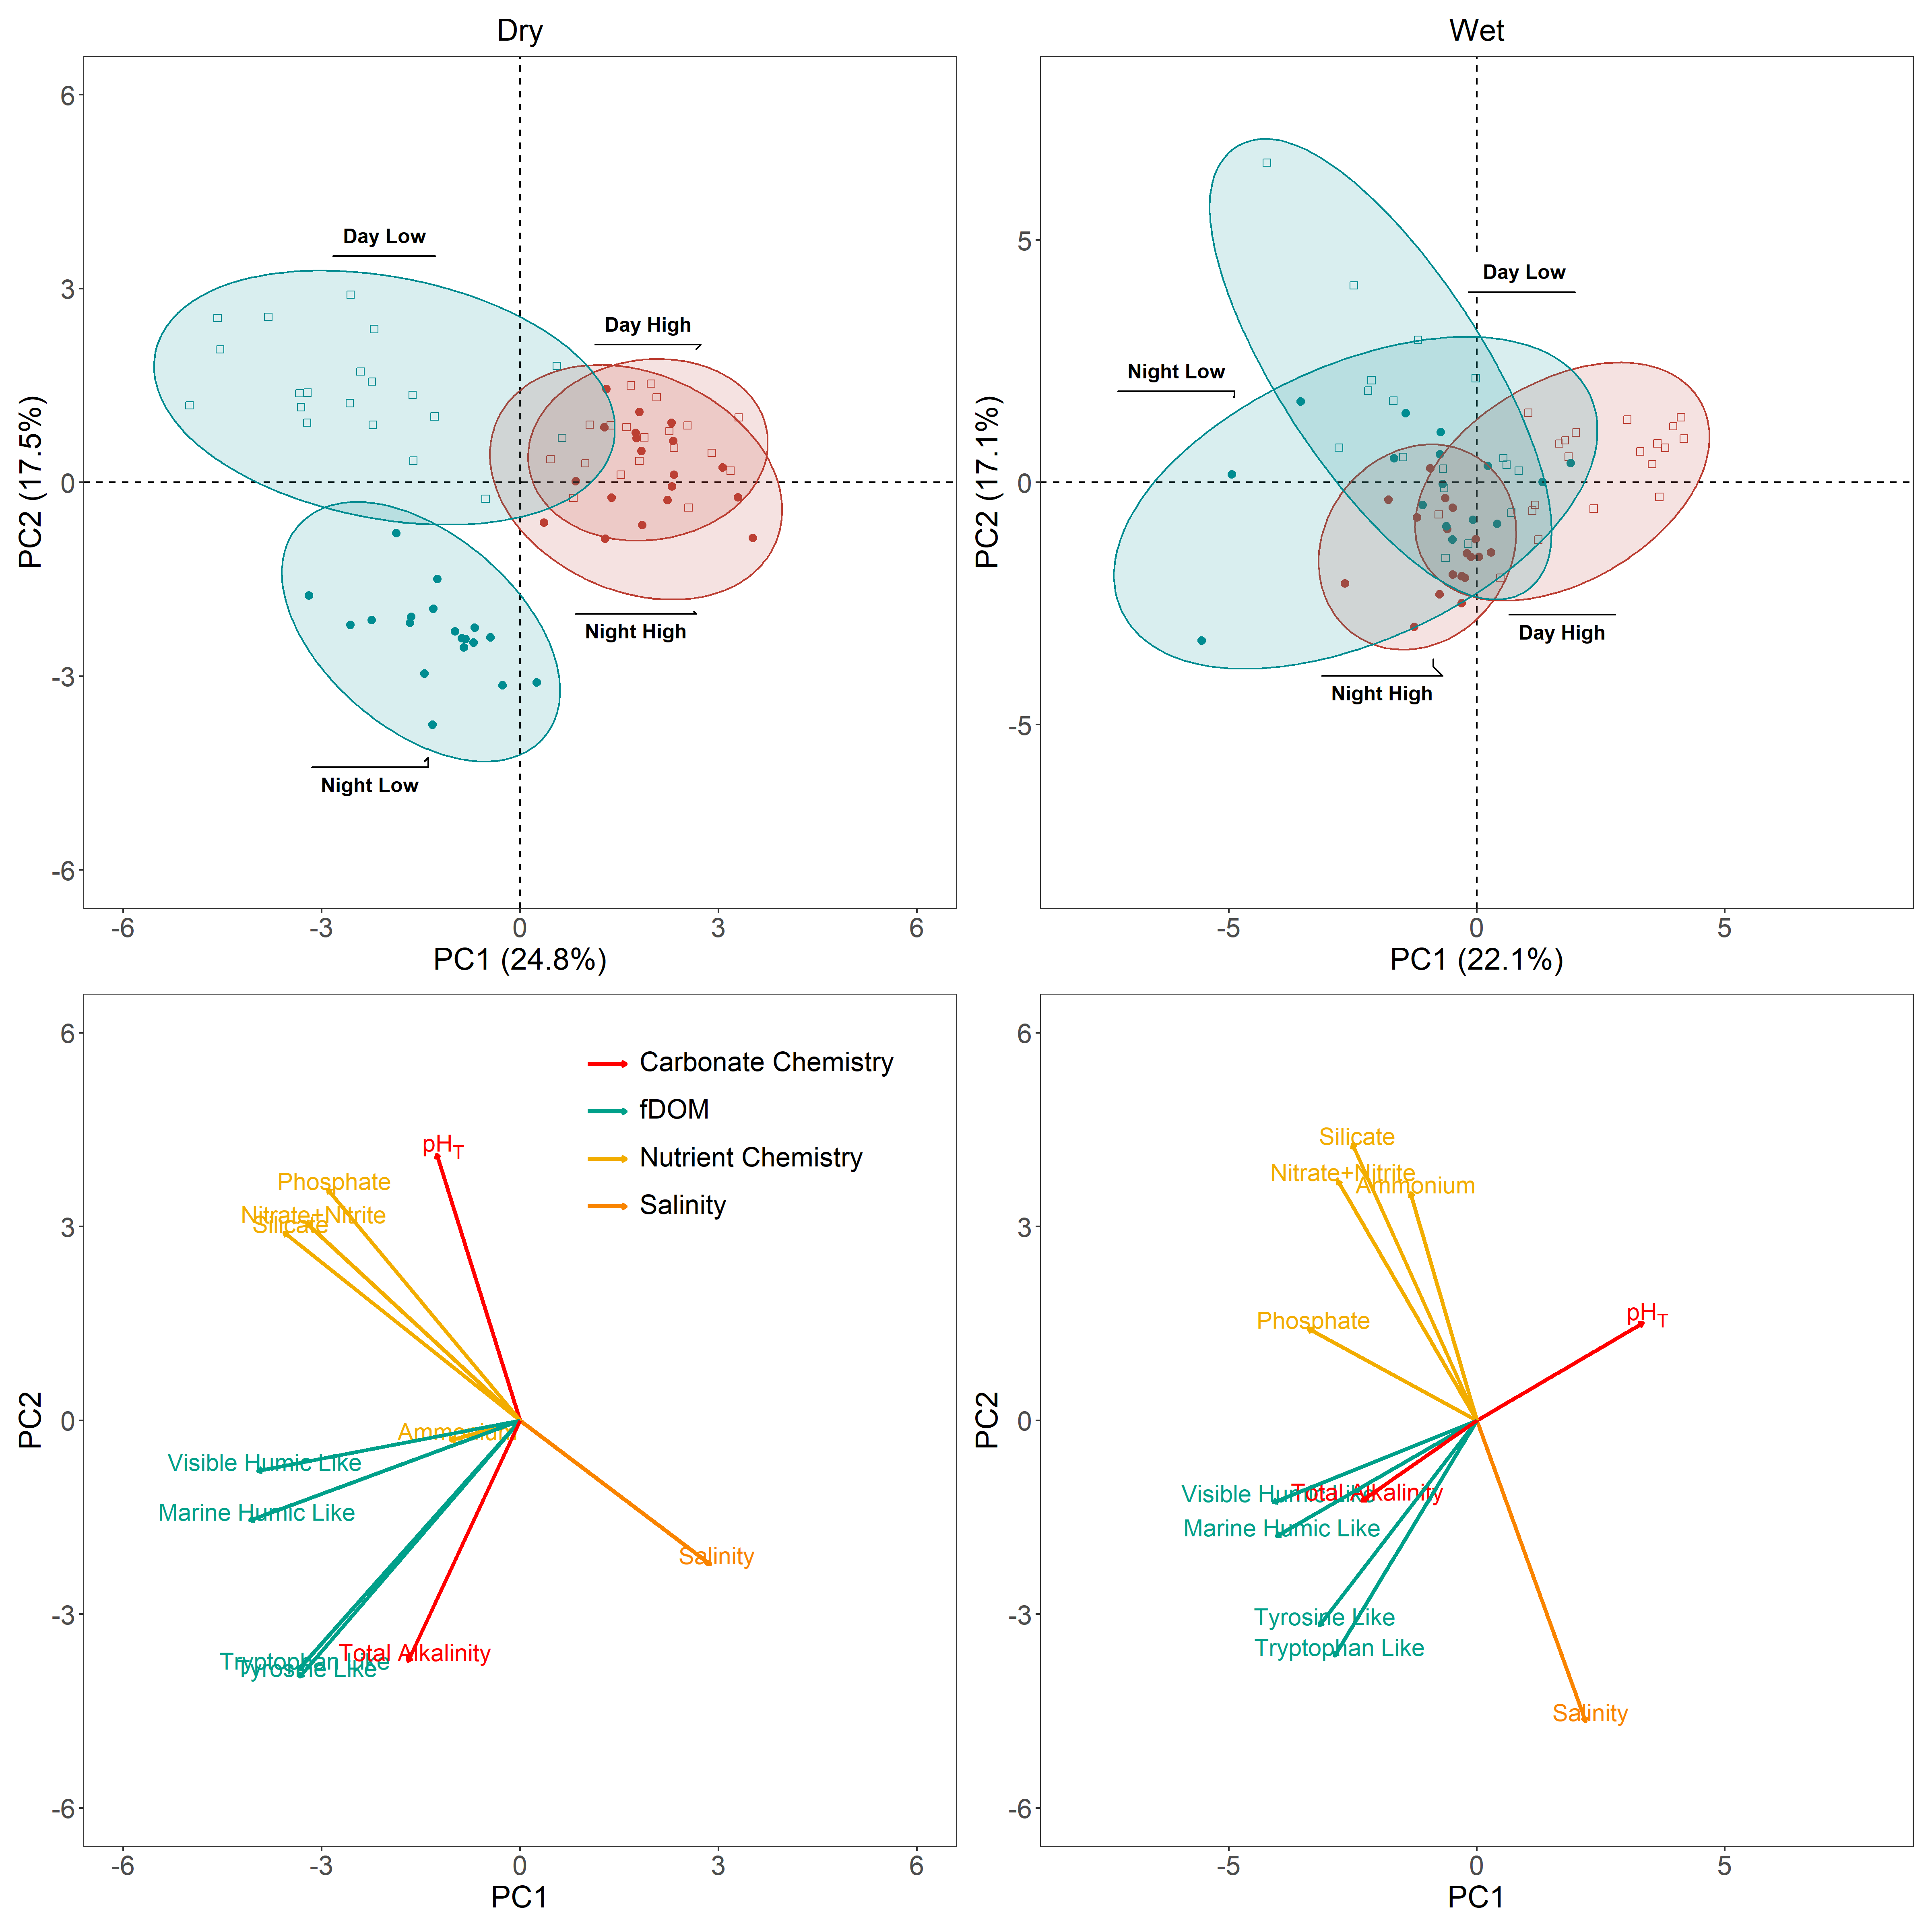 Dry
Wet
PC2 (17.5%)
6
3
0
-3
-6
Day Low
Day High
Night High
Night Low
-6
-3
0
3
6
PC1 (24.8%)
PC2 (17.1%)
5
0
-5
Day Low
Night Low
Day High
Night High
-5
0
5
PC1 (22.1%)
PC2
6
3
0
-3
-6
Carbonate Chemistry
fDOM
Nutrient Chemistry
Salinity
pHT
Phosphate
Nitrate+Nitrite
Silicate
Ammonium
Visible Humic Like
Marine Humic Like
Salinity
Total Alkalinity
Tryptophan Like
Tyrosine Like
-6
-3
0
3
6
PC1
PC2
6
3
0
-3
-6
Silicate
Nitrate+Nitrite
Ammonium
Phosphate
pHT
Visible Humic Like
Total Alkalinity
Marine Humic Like
Tyrosine Like
Tryptophan Like
Salinity
-5
0
5
PC1